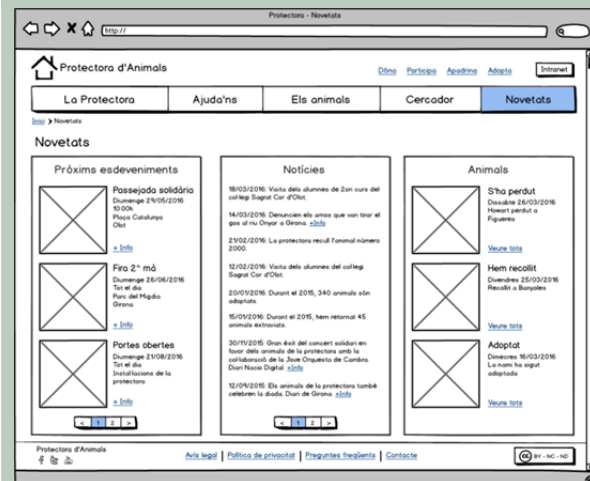 Protectora - Novetats
http://
Protectora d'Animals
Dóna Participa Apadrina Adopta Intranet
La Protectora Ajuda'ns Els animals Cercador Novetats
Inici > Novetats
Novetats
Pròxims esdeveniments
Passejada solidària
Diumenge 29/05/2016
10:00h
Plaça Catalunya
Olot
+ Info
Fira 2ª mà
Diumenge 26/06/2016
Tot el dia
Parc del Migdia
Girona
+ Info
Portes obertes
Diumenge 21/08/2016
Tot el dia
Instal·lacions de la
protectora
+ Info
< 1 2 >
Notícies
18/03/2016: Visita dels alumnes de 2on curs del
col·legi Sagrat Cor d'Olot.
14/03/2016: Denuncien els amos que van tirar el
gos al riu Onyar a Girona. +Info
21/02/2016: La protectora recull l'animal número
2000.
12/02/2016: Visita dels alumnes del col·legi
Sagrat Cor d'Olot.
20/01/2016: Durant el 2015, 340 animals són
adoptats.
15/01/2016: Durant el 2015, hem retornat 45
animals extraviats.
30/11/2015: Gran èxit del concert solidari en
favor dels animals de la protectora amb la
col·laboració de la Jove Orquesta de Cambra.
Diari Nacio Digital. +Info
12/09/2015: Els animals de la protectora també
celebren la diada. Diari de Girona. +Info
< 1 2 >
Animals
S'ha perdut
Dissabte 26/03/2016
Howart perdut a
Figueres
Veure tots
Hem recollit
Divendres 25/03/2016
Recollit a Banyoles
Veure tots
Adoptat
Dimecres 16/03/2016
La nami ha sigut
adoptada
Veure tots
Protectora d'Animals
Avís legal | Política de privacitat | Preguntes freqüents | Contacte
CC BY - NC - ND